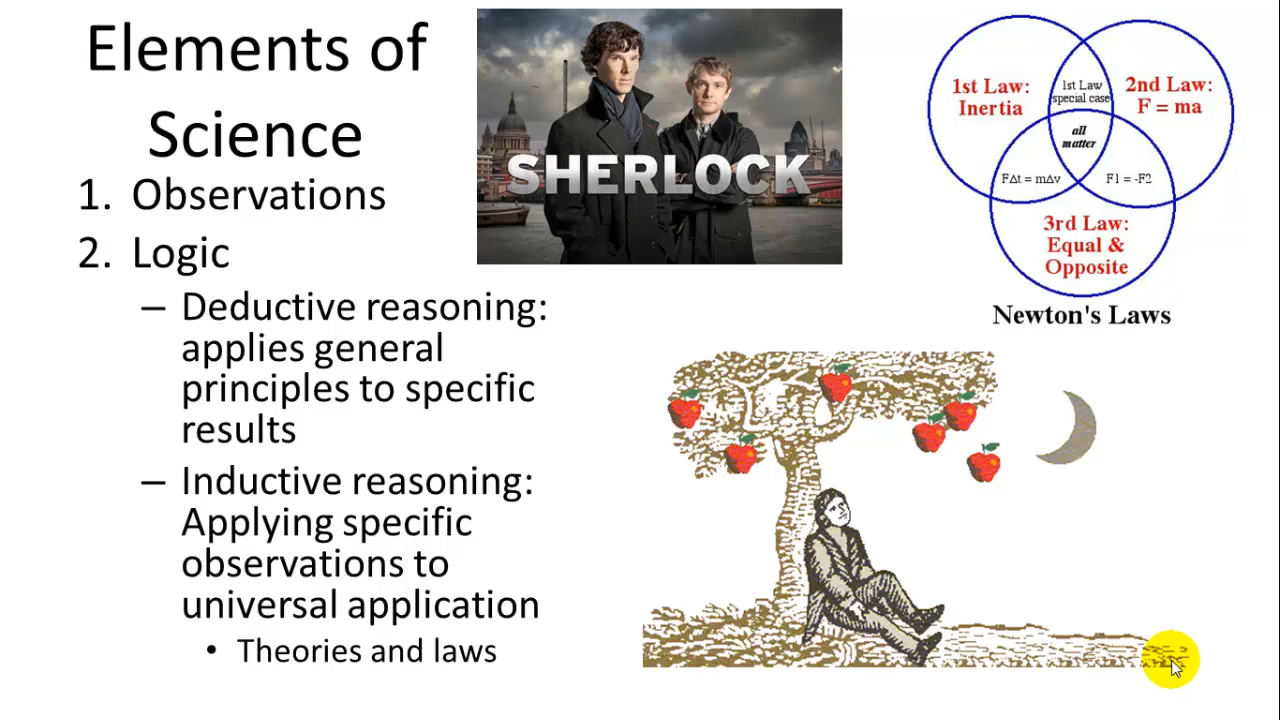 Elements of
Science
1. Observations
2. Logic
– Deductive reasoning:
applies general
principles to specific
results
– Inductive reasoning:
Applying specific
observations to
universal application
• Theories and laws
SHERLOCK
1st Law:
Inertia
1st Law
special case
2nd Law:
F = ma
all
matter
F∆t = m∆v
F1 = -F2
3rd Law:
Equal &
Opposite
Newton's Laws